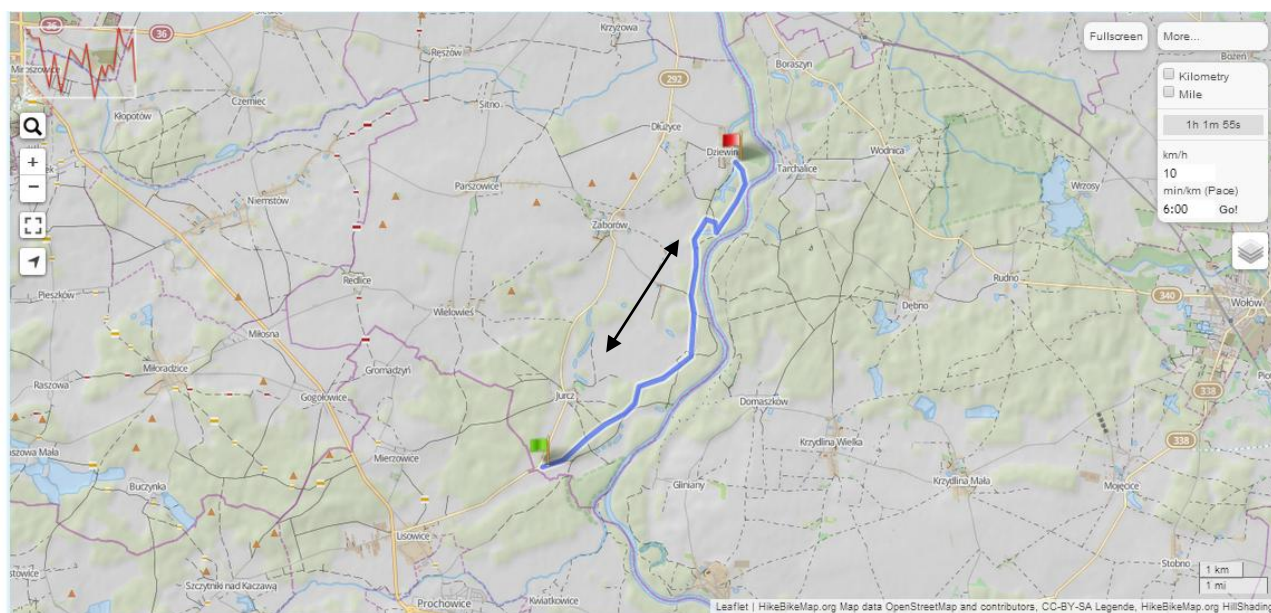 36
36
Krzyżowa
Fullscreen
More...
Mirоszowice
Ręszów
Bożeń
Boraszyn
292
Kilometry
Mile
Czerniec
Sitno
Kłopotów
1h 1m 55s
Dłużyce
Dziewin
Wodnica
km/h
10
Tarchalice
Parszowice
Wrzosy
min/km (Pace)
Niemstów
6:00 Go!
Zaborów
Redlice
Rudno
Pieszków
340
Wołów
Dębno
Wielowieś
Miłosna
Gromadzyń
Miłoradzice
Raszowa
338
Gogołowice
Jurcz
Domaszków
338
Krzydlina Wielka
Mierzowice
Buczynka
Gliniany
Krzydlina Mała
Mojęcice
Lisowice
Stobno
1 km
Szczytniki nad Kaczawą
1 mi
Prochowice
Kwiatkowice
Leaflet | HikeBikeMap.org Map data OpenStreetMap and contributors, CC-BY-SA Legende, HikeBikeMap.org HillShading